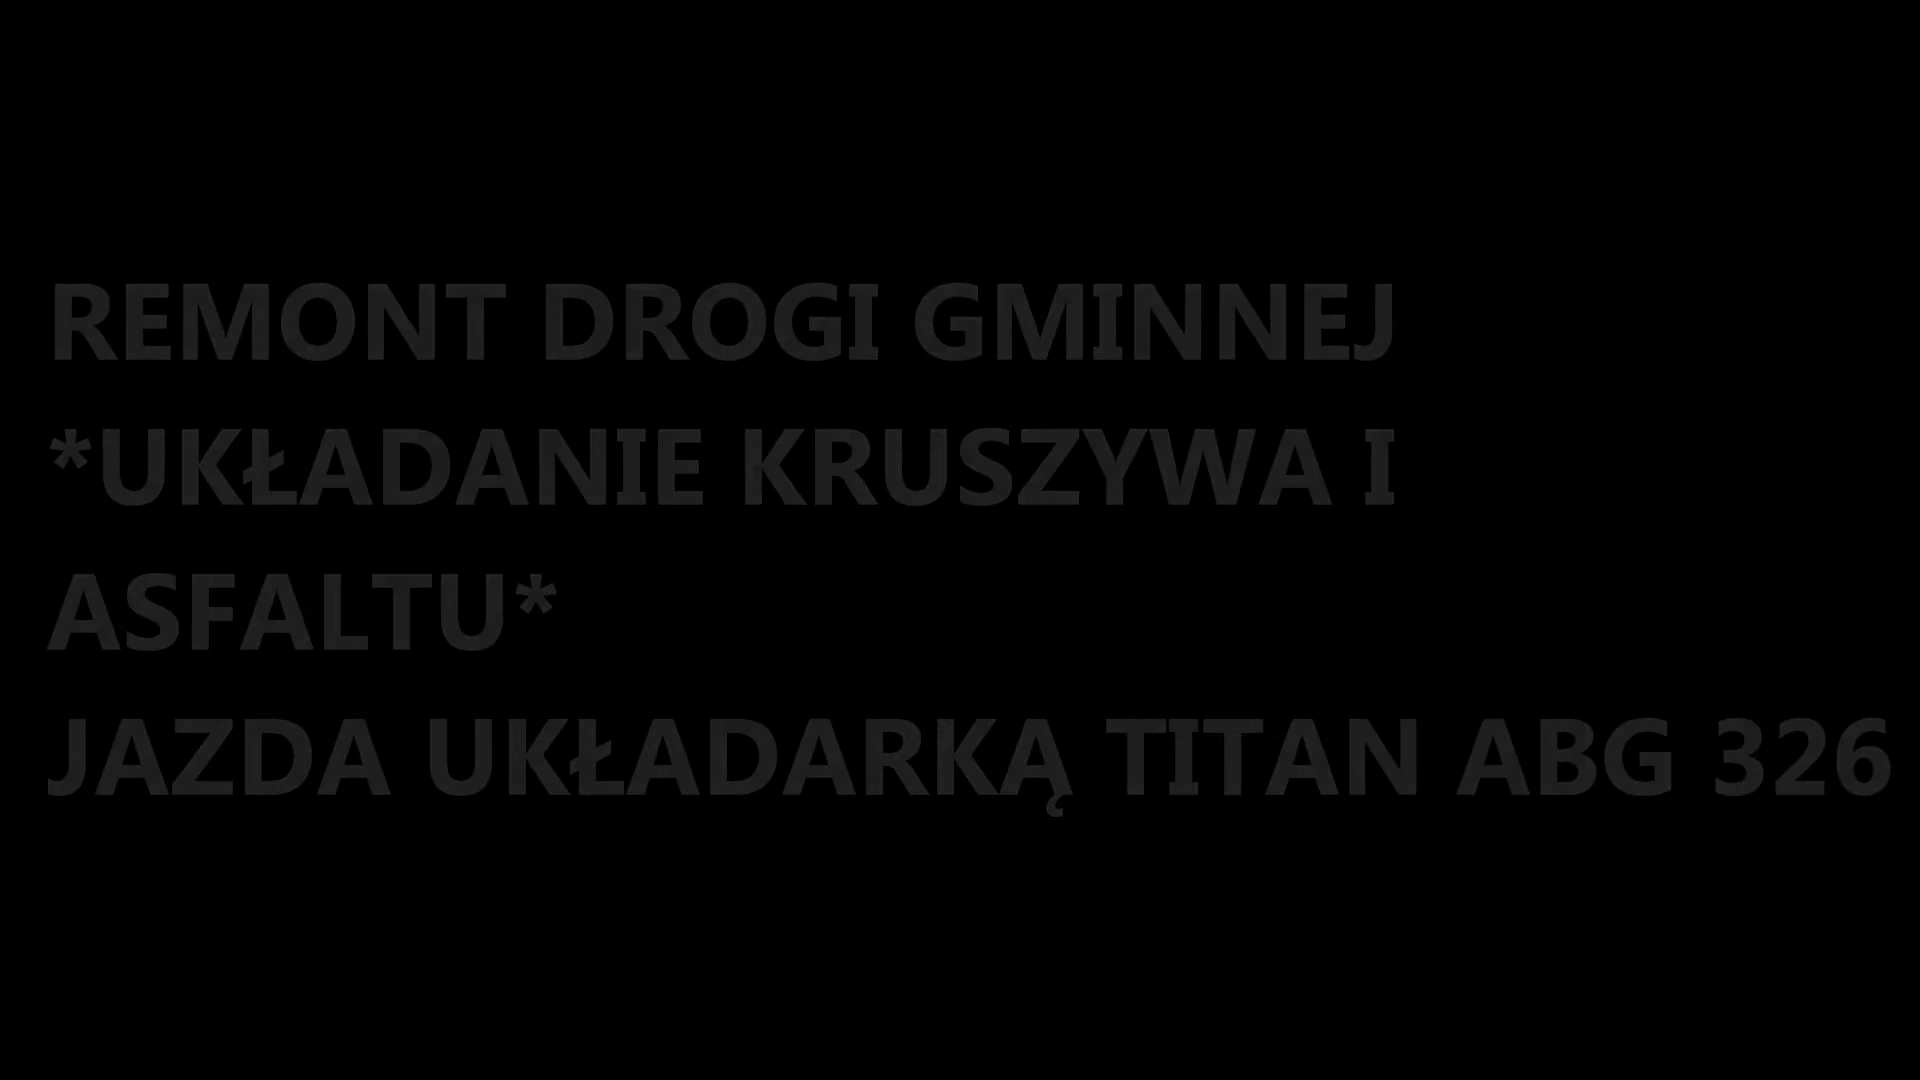 REMONT DROGI GMINNEJ
*UKŁADANIE KRUSZYWA I
ASFALTU*
JAZDA UKŁADARKĄ TITAN ABG 326